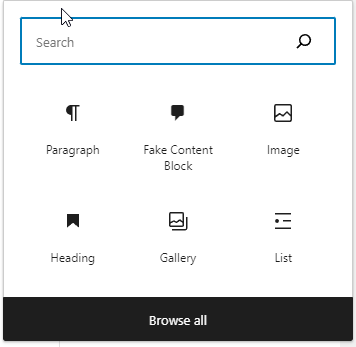 Search
Paragraph
Fake Content
Block
Image
Heading
Gallery
List
Browse all